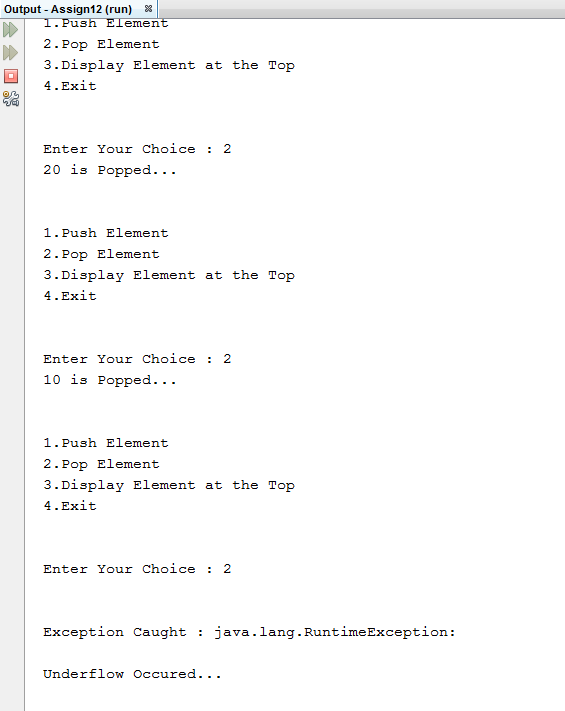 Output - Assign12 (run)
1.Push Element
2.Pop Element
3.Display Element at the Top
4.Exit
Enter Your Choice : 2
20 is Popped...
1.Push Element
2.Pop Element
3.Display Element at the Top
4.Exit
Enter Your Choice : 2
10 is Popped...
1.Push Element
2.Pop Element
3.Display Element at the Top
4.Exit
Enter Your Choice : 2
Exception Caught : java.lang.RuntimeException:
Underflow Occured...